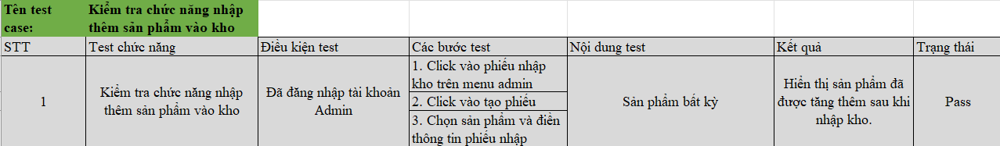 Tên test
case:
Kiểm tra chức năng nhập
thêm sản phẩm vào kho
STT
Test chức năng
Điều kiện test
Các bước test
Nội dung test
Kết quả
Trạng thái
1
Kiểm tra chức năng nhập
thêm sản phẩm vào kho
Đã đăng nhập tài khoản
Admin
1. Click vào phiếu nhập
kho trên menu admin
2. Click vào tạo phiếu
3. Chọn sản phẩm và điền
thông tin phiếu nhập
Sản phẩm bất kỳ
Hiển thị sản phẩm đã
được tăng thêm sau khi
nhập kho.
Pass